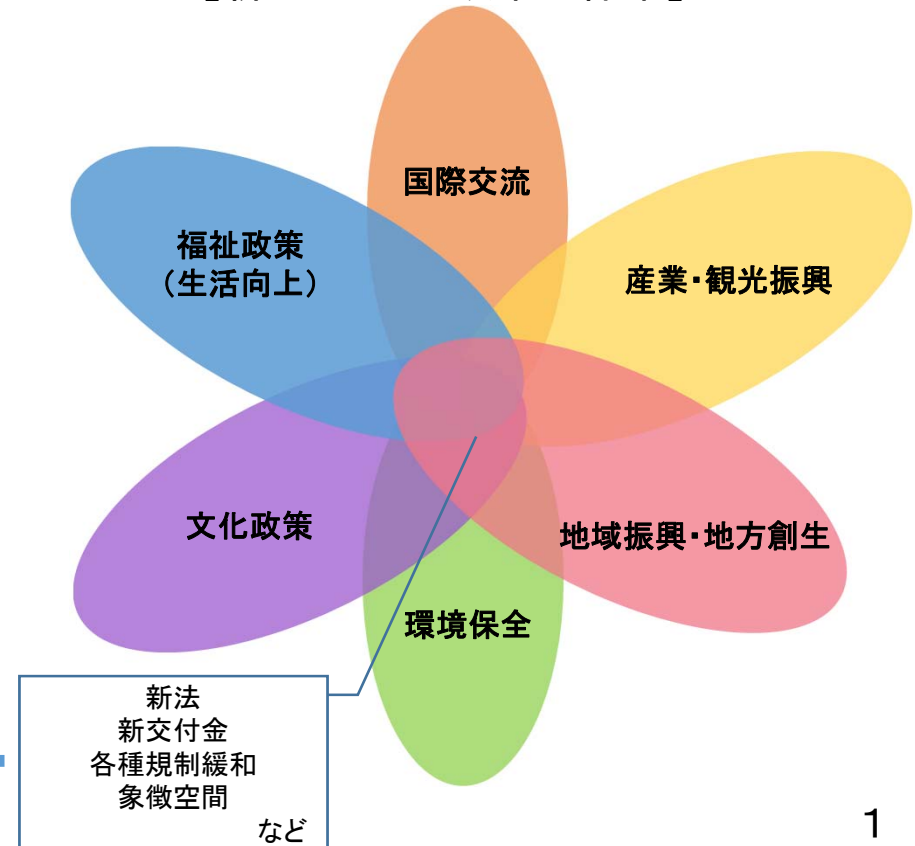 国際交流
福祉政策
（生活向上）
産業・観光振興
文化政策
地域振興・地方創生
環境保全
新法
新交付金
各種規制緩和
象徴空間
など
1